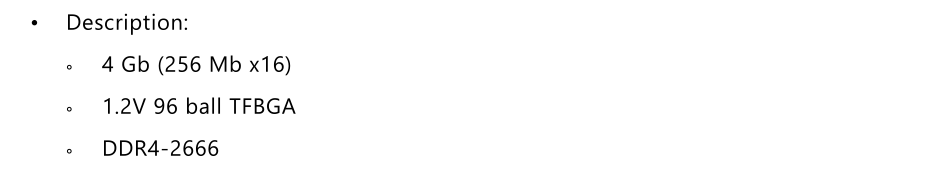 • Description:
◦ 4 Gb (256 Mb x16)
◦ 1.2V 96 ball TFBGA
◦ DDR4-2666